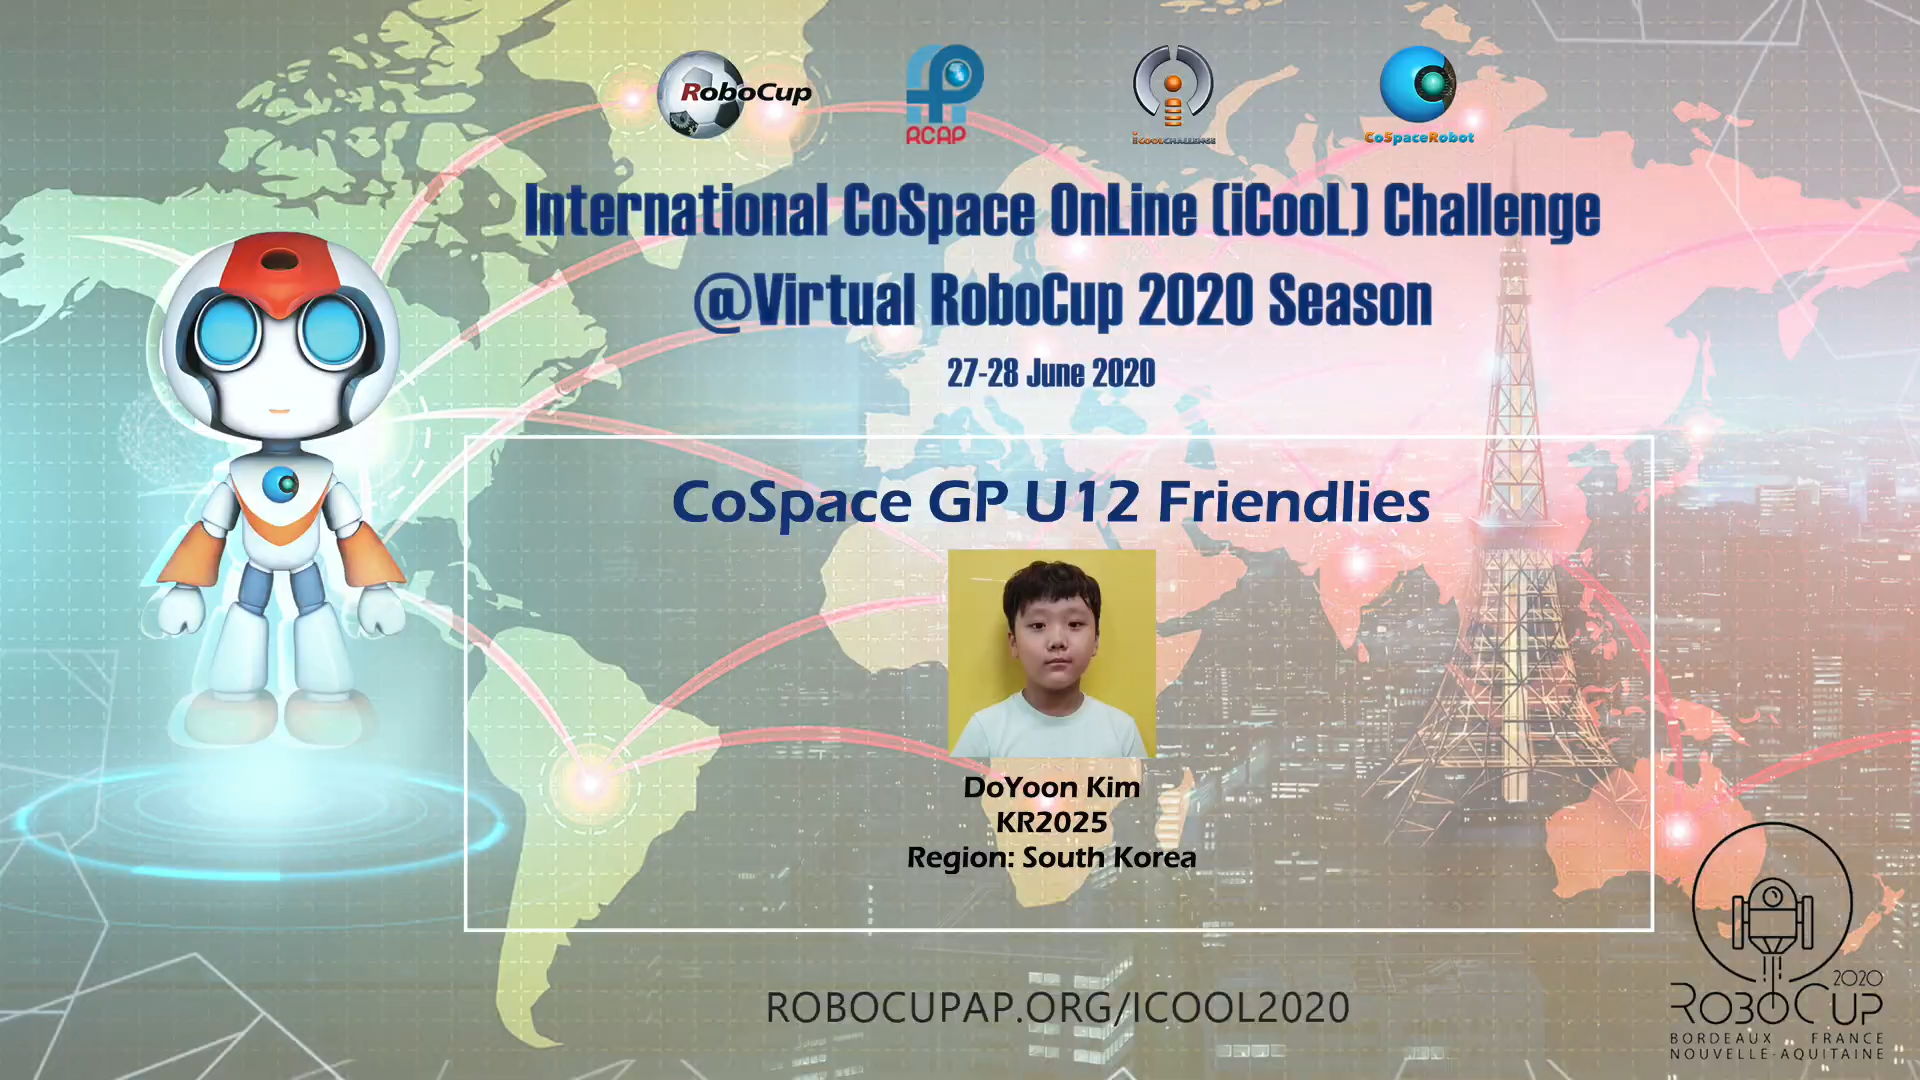 RoboCup
RCAP
iCOOLCHALLENGE
CoSpaceRobot
International CoSpace OnLine (iCooL) Challenge
@Virtual RoboCup 2020 Season
27-28 June 2020
CoSpace GP U12 Friendlies
DoYoon Kim
KR2025
Region: South Korea
ROBOCUPAP.ORG/ICOOL2020
2020
ROBOCUP
BORDEAUX FRANCE
NOUVELLE-AQUITAINE